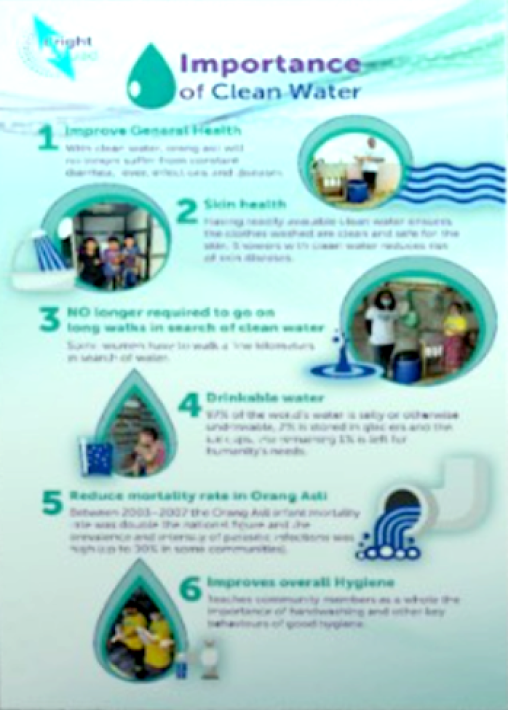 Bright
Importance
of Clean Water
1 Improve General Health
With clean water, orang asli will
no longer suffer from constant
diarrhea, fever, infections and diseases
2 Skin health
Having readily available clean water ensures
the clothes washed are clean and safe for the
skin. Showers with clean water reduces risk
of skin diseases.
3 NO longer required to go on
long walks in search of clean water
Some have to walk a few kilometers
in search of water.
4 Drinkable water
97% of the world's water is salty or otherwise
undrinkable, 2% is stored in glaciers and the
ice caps, the remaining 1% is left for
humanity's needs.
5 Reduce mortality rate in Orang Asli
Between the Orang Asli infant mortality
rate was double the national figure and the
prevalence and intensity of parasitic infections was
high (up to in some communities).
6 Improves overall Hygiene
Teaches community members as a whole the
importance of handwashing and other key
behaviours of good hygiene.